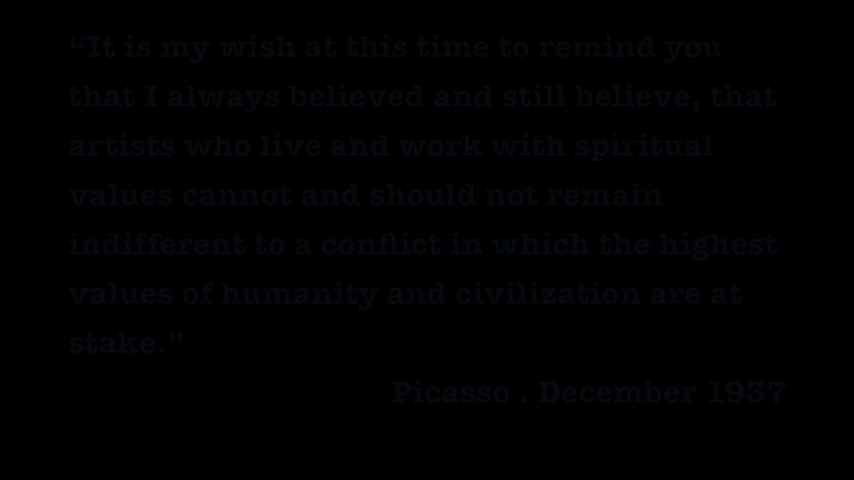 “It is my wish at this time to remind you
that I always believed and still believe, that
artists who live and work with spiritual
values cannot and should not remain
indifferent to a conflict in which the highest
values of humanity and civilization are at
stake.”
Picasso . December 1937